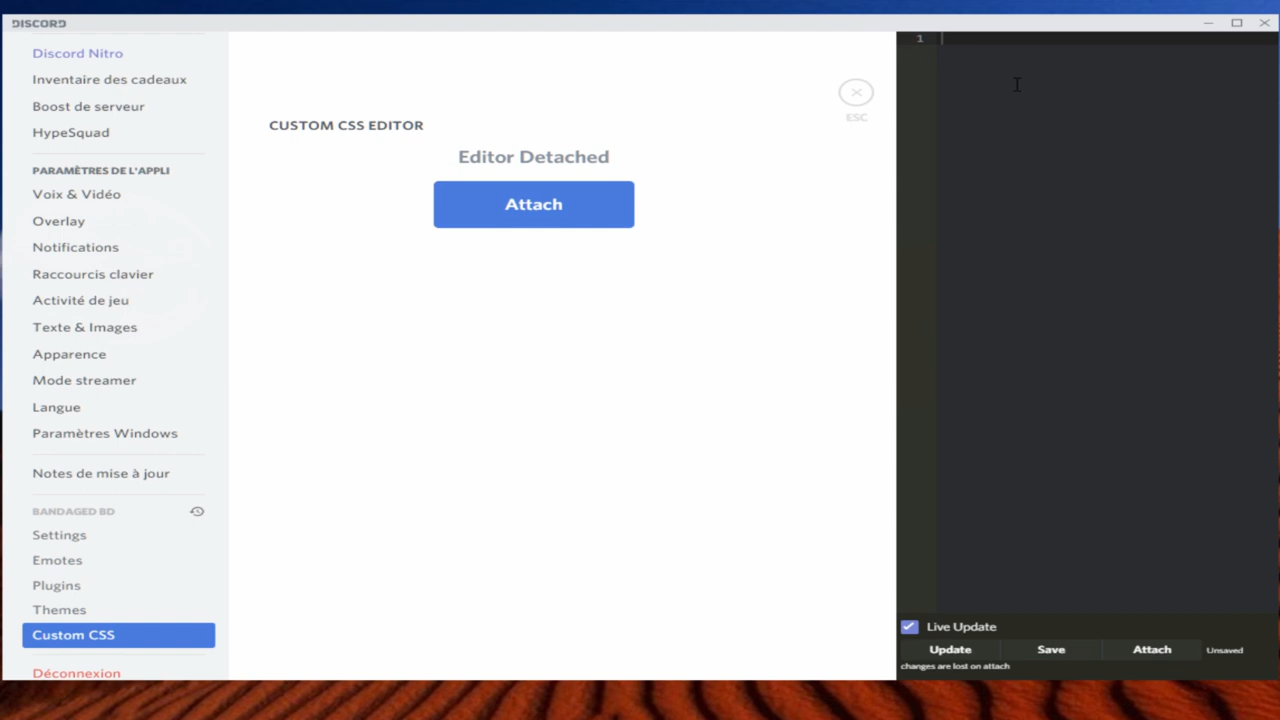 DISCORD
Discord Nitro
Inventaire des cadeaux
Boost de serveur
HypeSquad
PARAMÈTRES DE L'APPLI
Voix & Vidéo
Overlay
Notifications
Raccourcis clavier
Activité de jeu
Texte & Images
Apparence
Mode streamer
Langue
Paramètres Windows
Notes de mise à jour
BANDAGED BD
Settings
Emotes
Plugins
Themes
Custom CSS
Déconnexion
CUSTOM CSS EDITOR
ESC
Editor Detached
Attach
1
Live Update
Update Save Attach Unsaved
changes are lost on attach